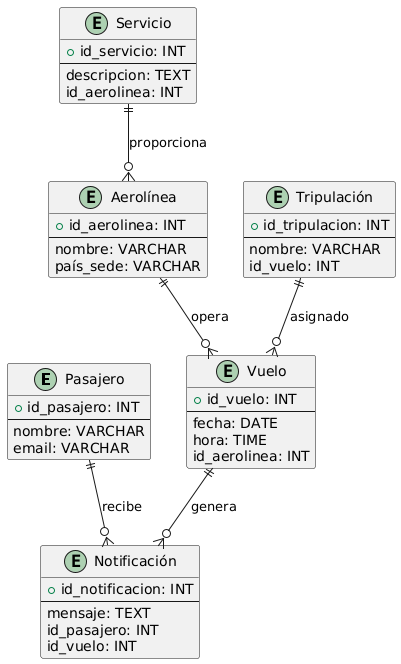 E Servicio
id_servicio: INT
descripcion: TEXT
id_aerolinea: INT
proporciona
E Aerolínea
id_aerolinea: INT
nombre: VARCHAR
país_sede: VARCHAR
E Tripulación
id_tripulacion: INT
nombre: VARCHAR
id_vuelo: INT
opera
asignado
E Pasajero
id_pasajero: INT
nombre: VARCHAR
email: VARCHAR
E Vuelo
id_vuelo: INT
fecha: DATE
hora: TIME
id_aerolinea: INT
recibe
genera
E Notificación
id_notificacion: INT
mensaje: TEXT
id_pasajero: INT
id_vuelo: INT